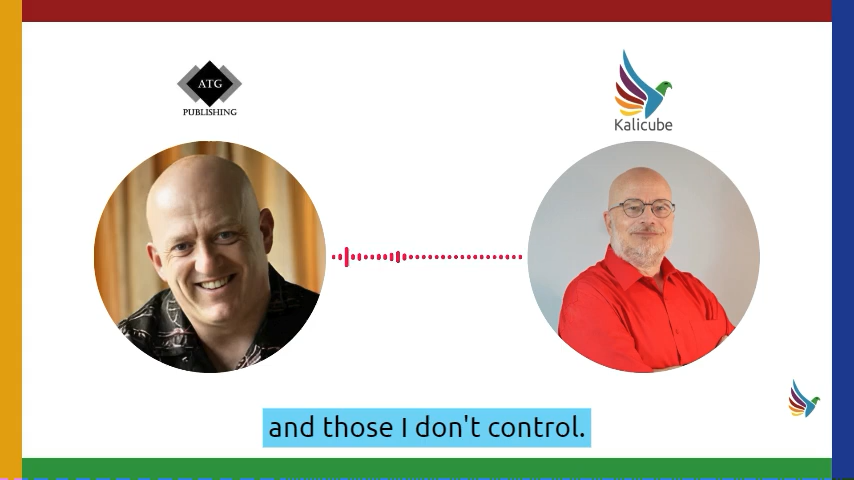 ATG
PUBLISHING
Kalicube
and those I don't control.